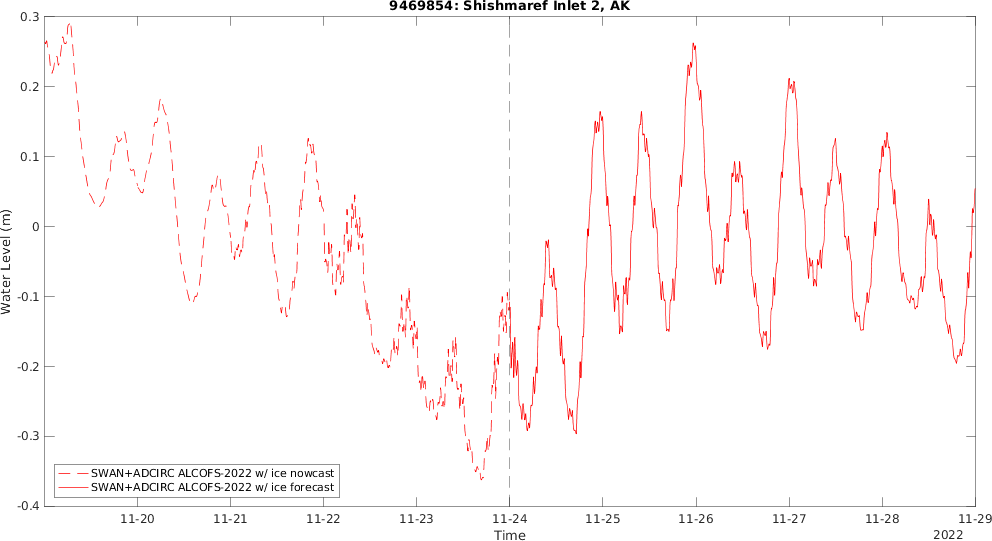 9469854: Shishmaref Inlet 2, AK
Water Level (m)
0.3
0.2
0.1
0
-0.1
-0.2
-0.3
-0.4
SWAN+ADCIRC ALCOFS-2022 w/ ice nowcast
SWAN+ADCIRC ALCOFS-2022 w/ ice forecast
11-20 11-21 11-22 11-23 11-24 11-25 11-26 11-27 11-28 11-29
Time
2022